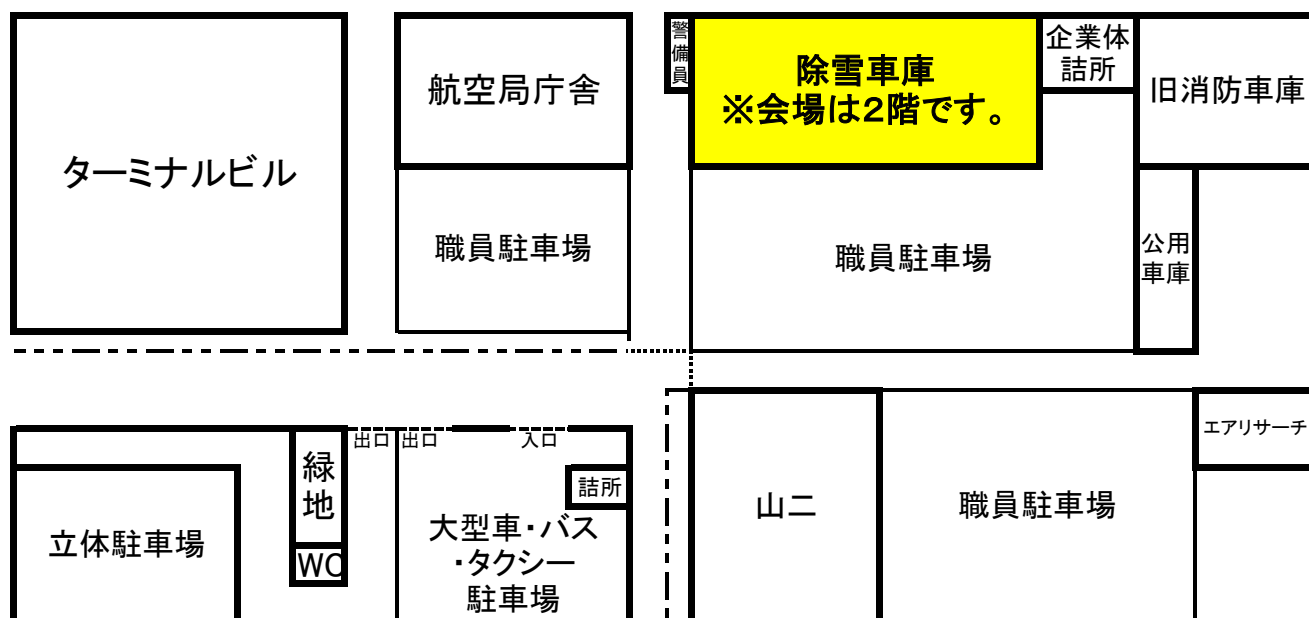 ターミナルビル
航空局庁舎
職員駐車場
警備員
除雪車庫
※会場は2階です。
企業体
詰所
旧消防車庫
職員駐車場
公用
車庫
出口
出口
入口
緑
地
WC
立体駐車場
詰所
大型車・バス
・タクシー
駐車場
山二
職員駐車場
エアリサーチ